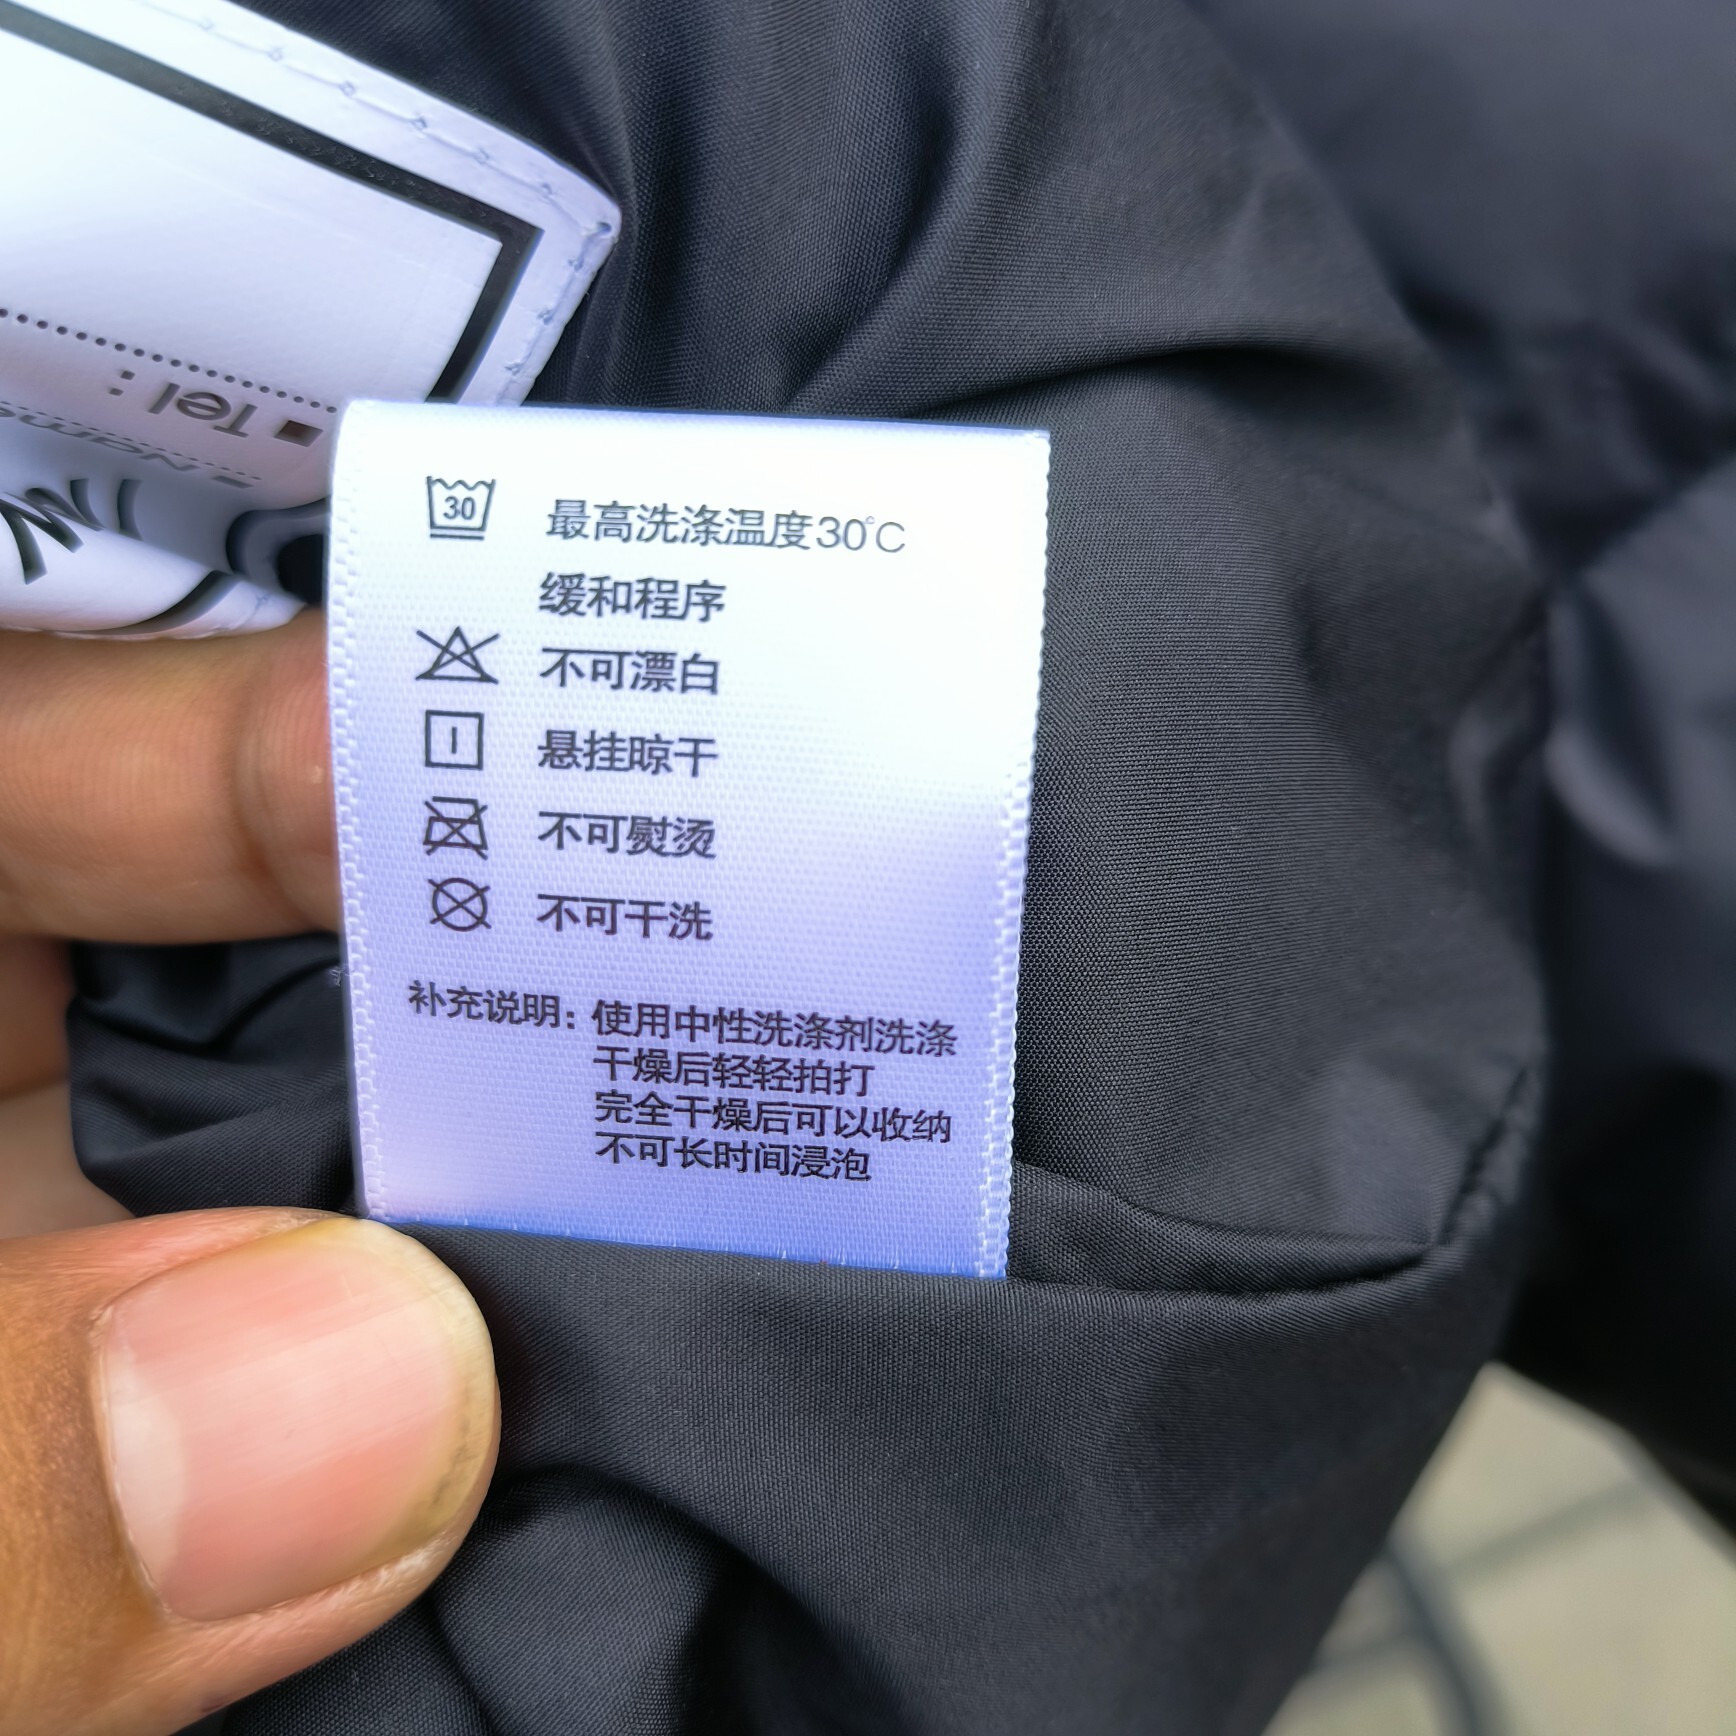 Tel :
Name
30
最高洗涤温度30°C
缓和程序
不可漂白
悬挂晾干
不可熨烫
不可干洗
补充说明: 使用中性洗涤剂洗涤
干燥后轻轻拍打
完全干燥后可以收纳
不可长时间浸泡